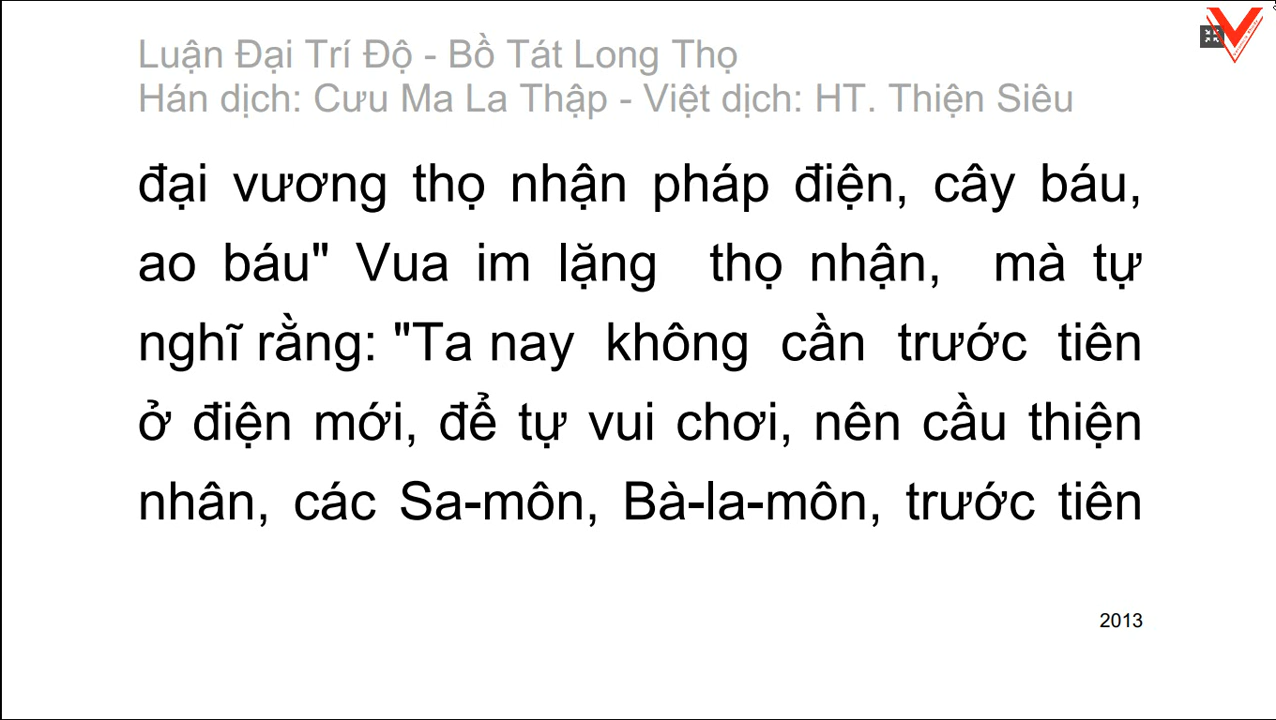 Luận Đại Trí Độ - Bồ Tát Long Thọ
Hán dịch: Cưu Ma La Thập - Việt dịch: HT. Thiện Siêu
đại vương thọ nhận pháp điện, cây báu,
ao báu" Vua im lặng thọ nhận, mà tự
nghĩ rằng: "Ta nay không cần trước tiên
ở điện mới, để tự vui chơi, nên cầu thiện
nhân, các Sa-môn, Bà-la-môn, trước tiên
2013